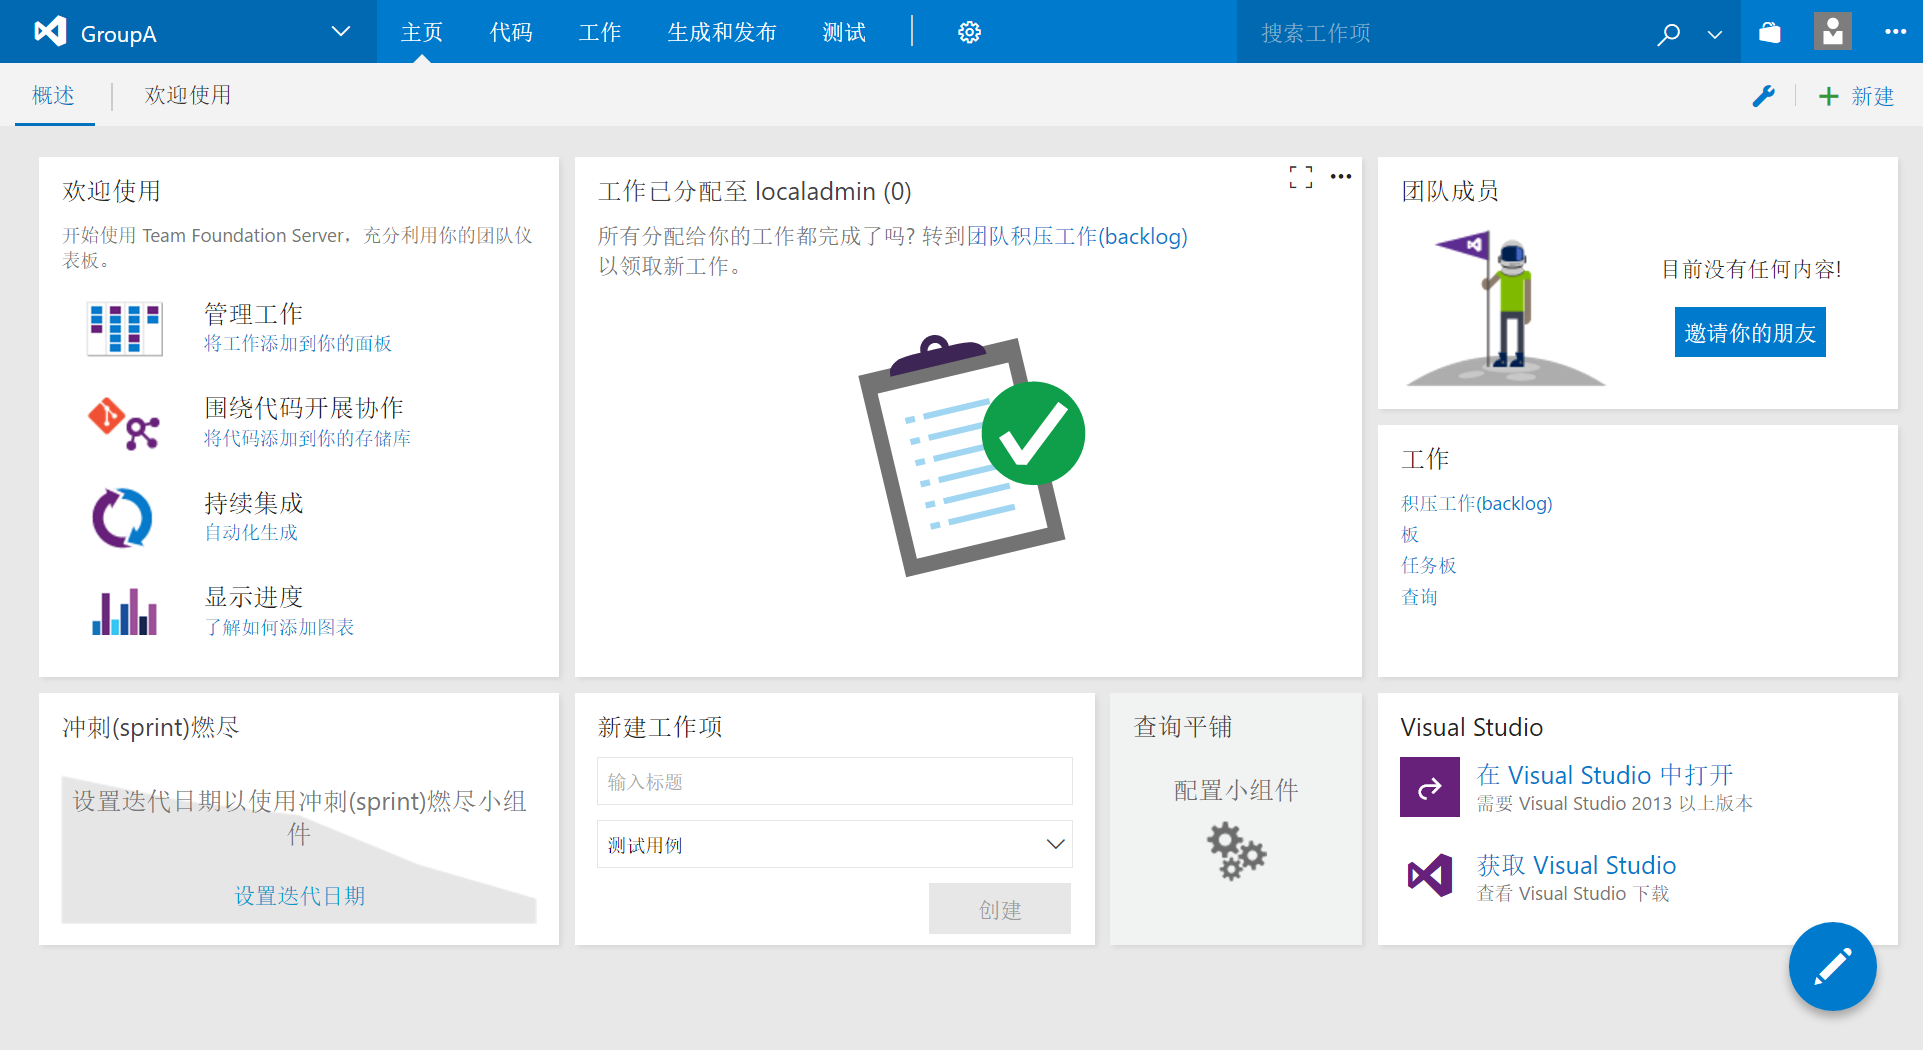 GroupA
主页
代码
工作
生成和发布
测试
搜索工作项
概述
欢迎使用
新建
欢迎使用
开始使用 Team Foundation Server，充分利用你的团队仪
表板。
管理工作
将工作添加到你的面板
围绕代码开展协作
将代码添加到你的存储库
持续集成
自动化生成
显示进度
了解如何添加图表
工作已分配至 localadmin (0)
所有分配给你的工作都完成了吗? 转到团队积压工作(backlog)
以领取新工作。
团队成员
目前没有任何内容!
邀请你的朋友
工作
积压工作(backlog)
板
任务板
查询
冲刺(sprint)燃尽
设置迭代日期以使用冲刺(sprint)燃尽小组
件
设置迭代日期
新建工作项
输入标题
测试用例
创建
查询平铺
配置小组件
Visual Studio
在 Visual Studio 中打开
需要 Visual Studio 2013 以上版本
获取 Visual Studio
查看 Visual Studio 下载